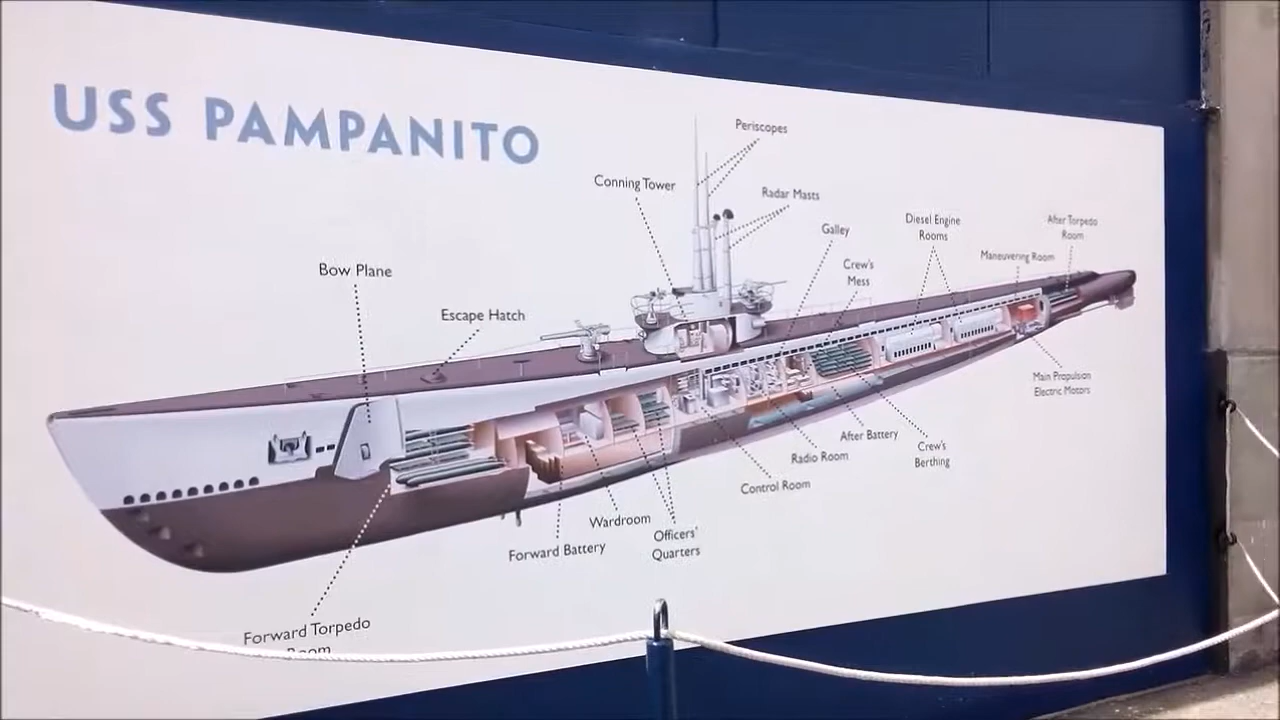 USS PAMPANITO
Periscopes
Conning Tower
Radar Masts
Galley
Diesel Engine
Rooms
After Torpedo
Room
Crew's
Mess
Maneuvering Room
Bow Plane
Escape Hatch
Main Propulsion
Electric Motors
After Battery
Crew's
Berthing
Radio Room
Control Room
Wardroom
Officers'
Quarters
Forward Battery
Forward Torpedo
Room